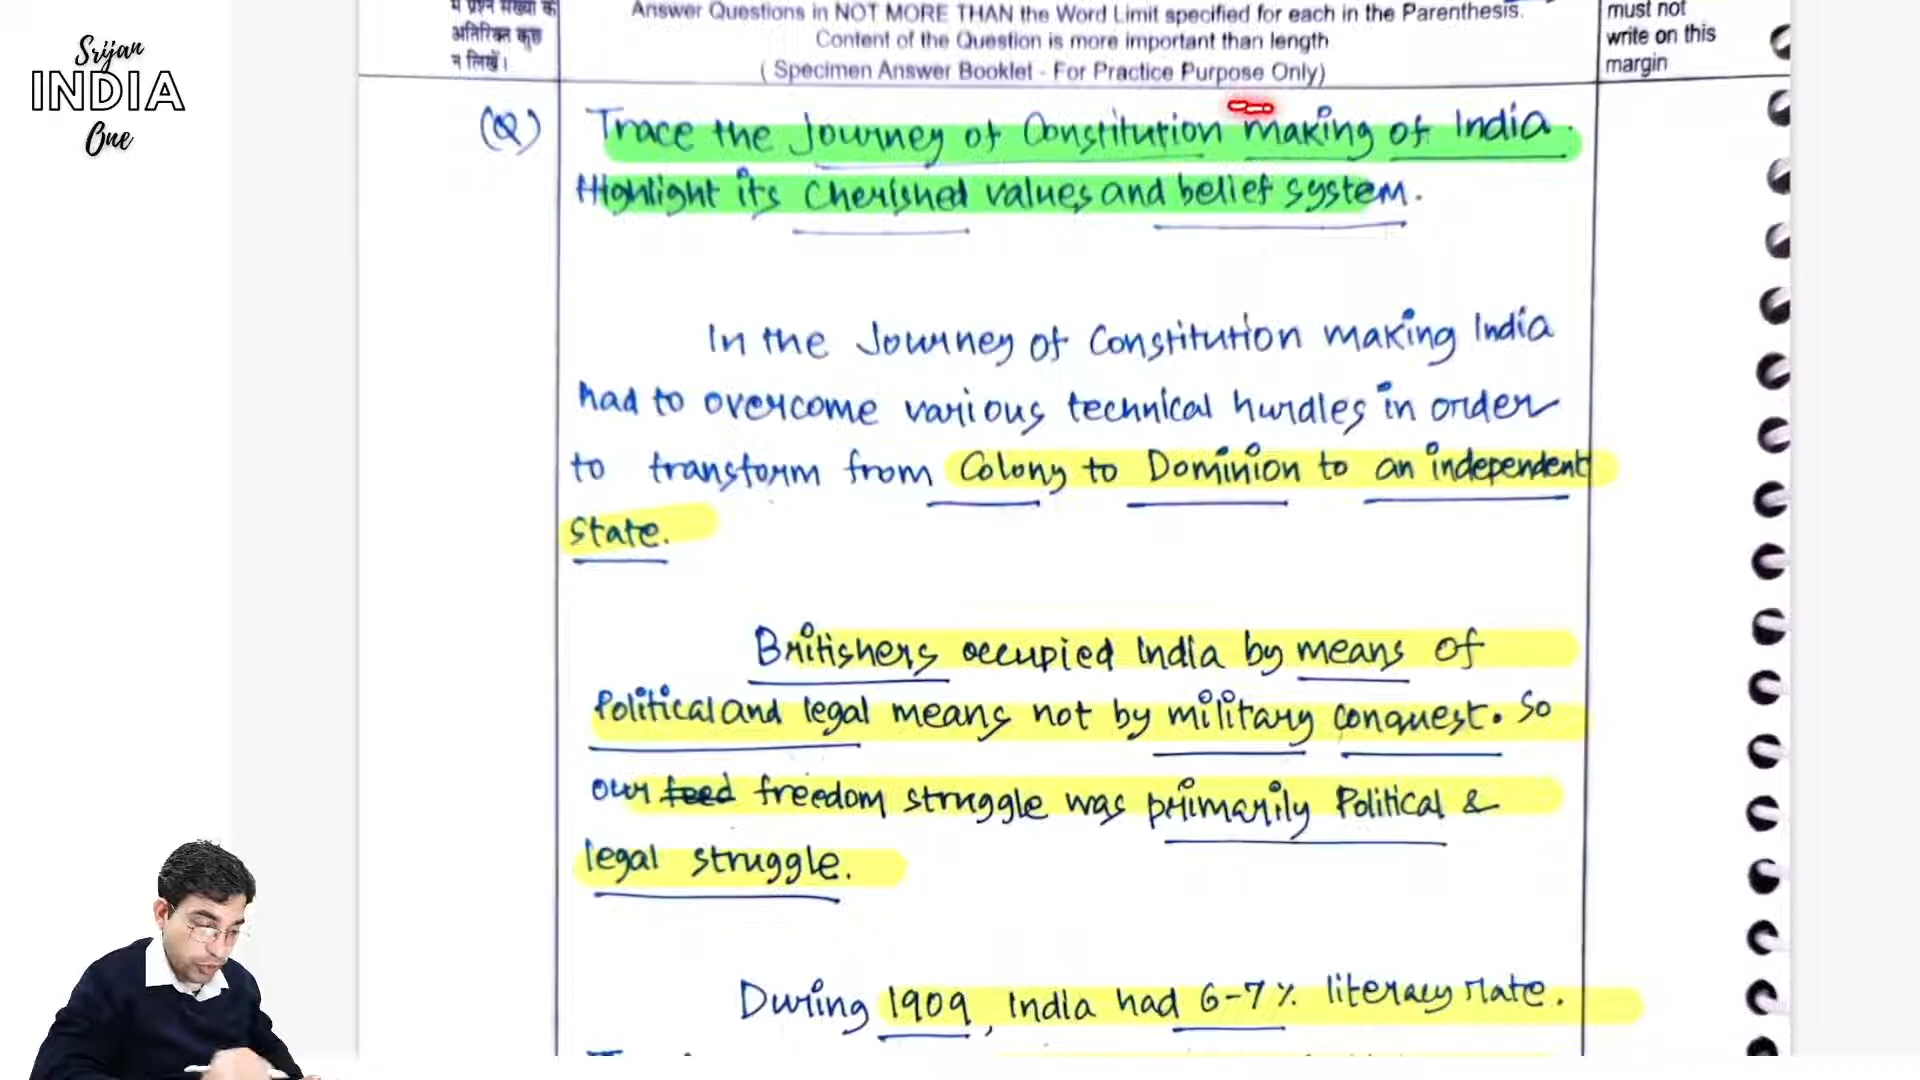 Srijan
INDIA
One
में प्रश्न संख्या के
अतिरिक्त कुछ
न लिखें।
Answer Questions in NOT MORE THAN the Word Limit specified for each in the Parenthesis.
Content of the Question is more important than length
( Specimen Answer Booklet - For Practice Purpose Only)
must not
write on this
margin
(Q) Trace the Journey of Constitution making of India.
Highlight its Cherished values and belief system.
In the Journey of Constitution making India
had to overcome various technical hurdles in order
to transform from Colony to Dominion to an independent
state.
Britishers occupied India by means of
Political and legal means not by military conquest. So
our freedom struggle was primarily Political &
legal struggle.
During 1909, India had 6-7% literacy rate.